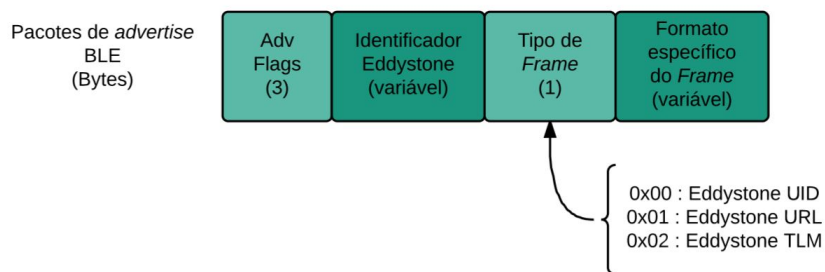 Pacotes de advertise
BLE
(Bytes)
Adv
Flags
(3)
Identificador
Eddystone
(variável)
Tipo de
Frame
(1)
Formato
específico
do Frame
(variável)
0x00 : Eddystone UID
0x01 : Eddystone URL
0x02 : Eddystone TLM